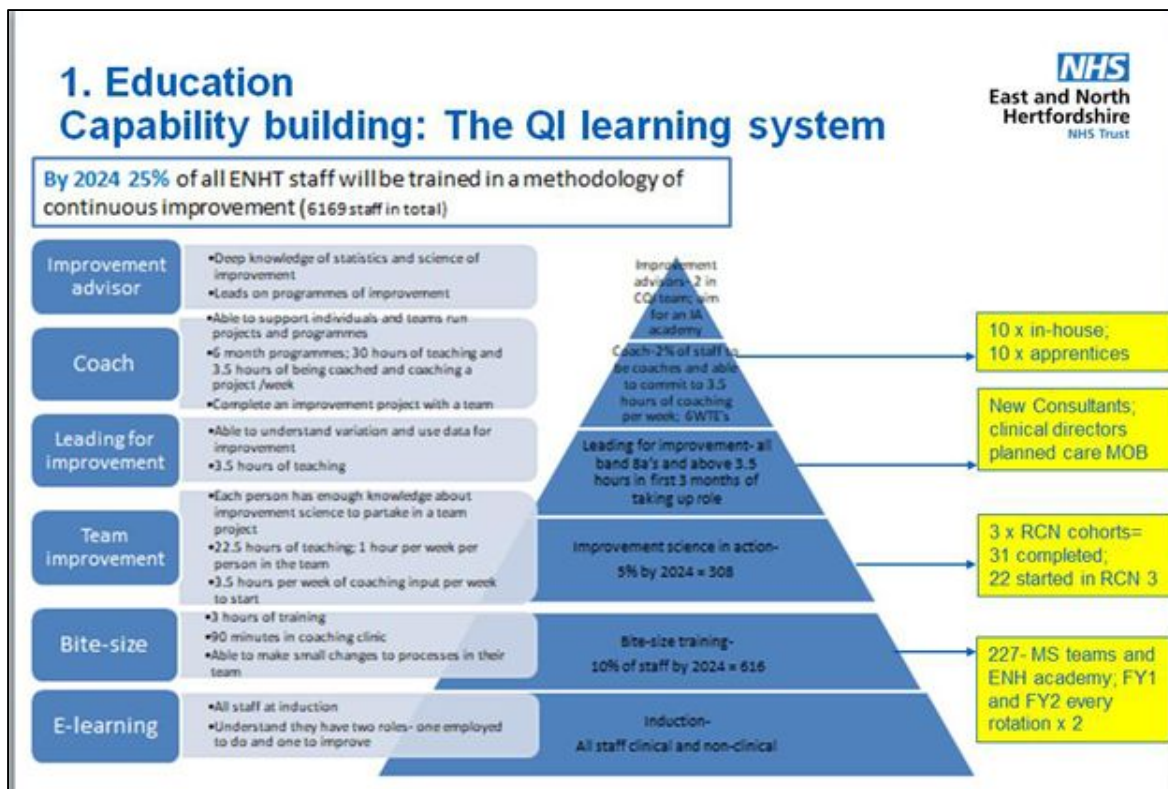 1. Education
Capability building: The QI learning system
NHS
East and North
Hertfordshire
NHS Trust
By 2024 25% of all ENHT staff will be trained in a methodology of
continuous improvement (6169 staff in total)
Improvement
advisor
•Deep knowledge of statistics and science of
improvement
•Leads on programmes of improvement
Improvement
advisors- 2 in
CQI team; aim
for an IA
academy
Coach
•Able to support individuals and teams run
projects and programmes
•6 month programmes; 30 hours of teaching and
3.5 hours of being coached and coaching a
project /week
•Complete an improvement project with a team
Coach-2% of staff to
be coaches and able
to commit to 3.5
hours of coaching
per week; 6WTE's
10 x in-house;
10 x apprentices
Leading for
improvement
•Able to understand variation and use data for
improvement
•3.5 hours of teaching
Leading for improvement- all
band 8a's and above 3.5
hours in first 3 months of
taking up role
New Consultants;
clinical directors
planned care MOB
Team
improvement
•Each person has enough knowledge about
improvement science to partake in a team
project
•22.5 hours of teaching; 1 hour per week per
person in the team
•3.5 hours per week of coaching input per week
to start
Improvement science in action-
5% by 2024 = 308
3 x RCN cohorts=
31 completed;
22 started in RCN 3
Bite-size
•3 hours of training
•90 minutes in coaching clinic
•Able to make small changes to processes in their
team
Bite-size training-
10% of staff by 2024 = 616
227- MS teams and
ENH academy; FY1
and FY2 every
rotation x 2
E-learning
•All staff at induction
•Understand they have two roles- one employed
to do and one to improve
Induction-
All staff clinical and non-clinical